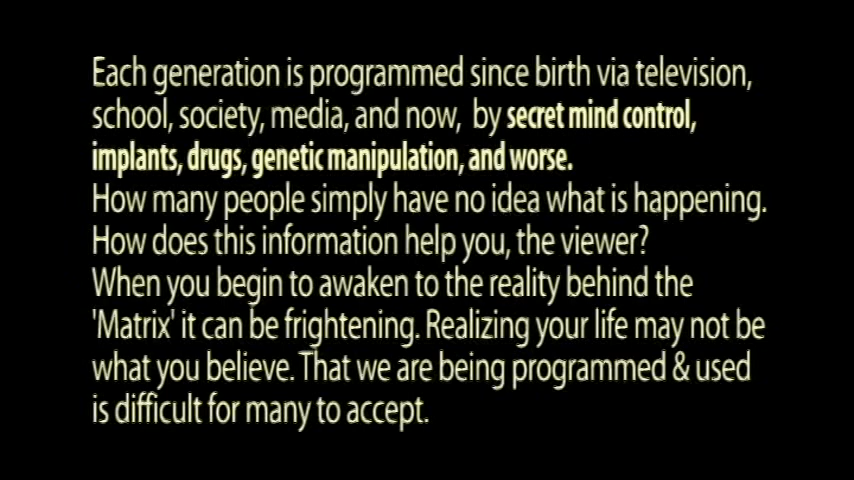 Each generation is programmed since birth via television,
school, society, media, and now, by secret mind control,
implants, drugs, genetic manipulation, and worse.
How many people simply have no idea what is happening.
How does this information help you, the viewer?
When you begin to awaken to the reality behind the
'Matrix' it can be frightening. Realizing your life may not be
what you believe. That we are being programmed & used
is difficult for many to accept.